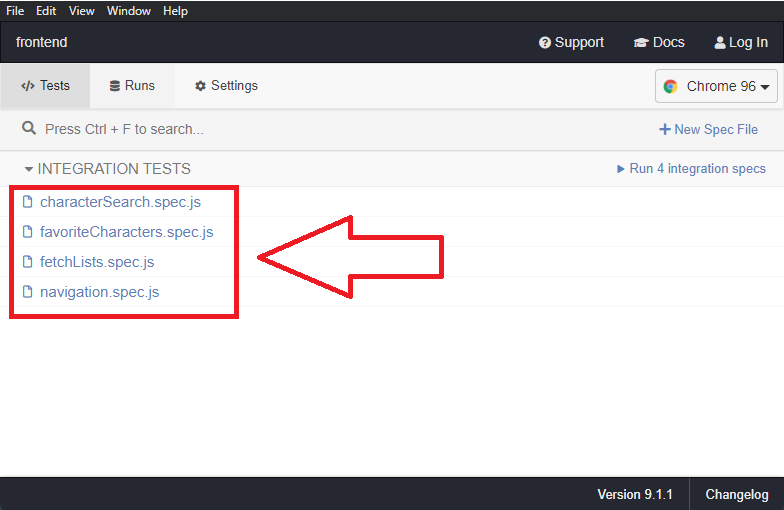 File Edit View Window Help
frontend Support Docs Log In
Tests Runs Settings Chrome 96
Press Ctrl + F to search... New Spec File
INTEGRATION TESTS Run 4 integration specs
characterSearch.spec.js
favoriteCharacters.spec.js
fetchLists.spec.js
navigation.spec.js
Version 9.1.1 Changelog